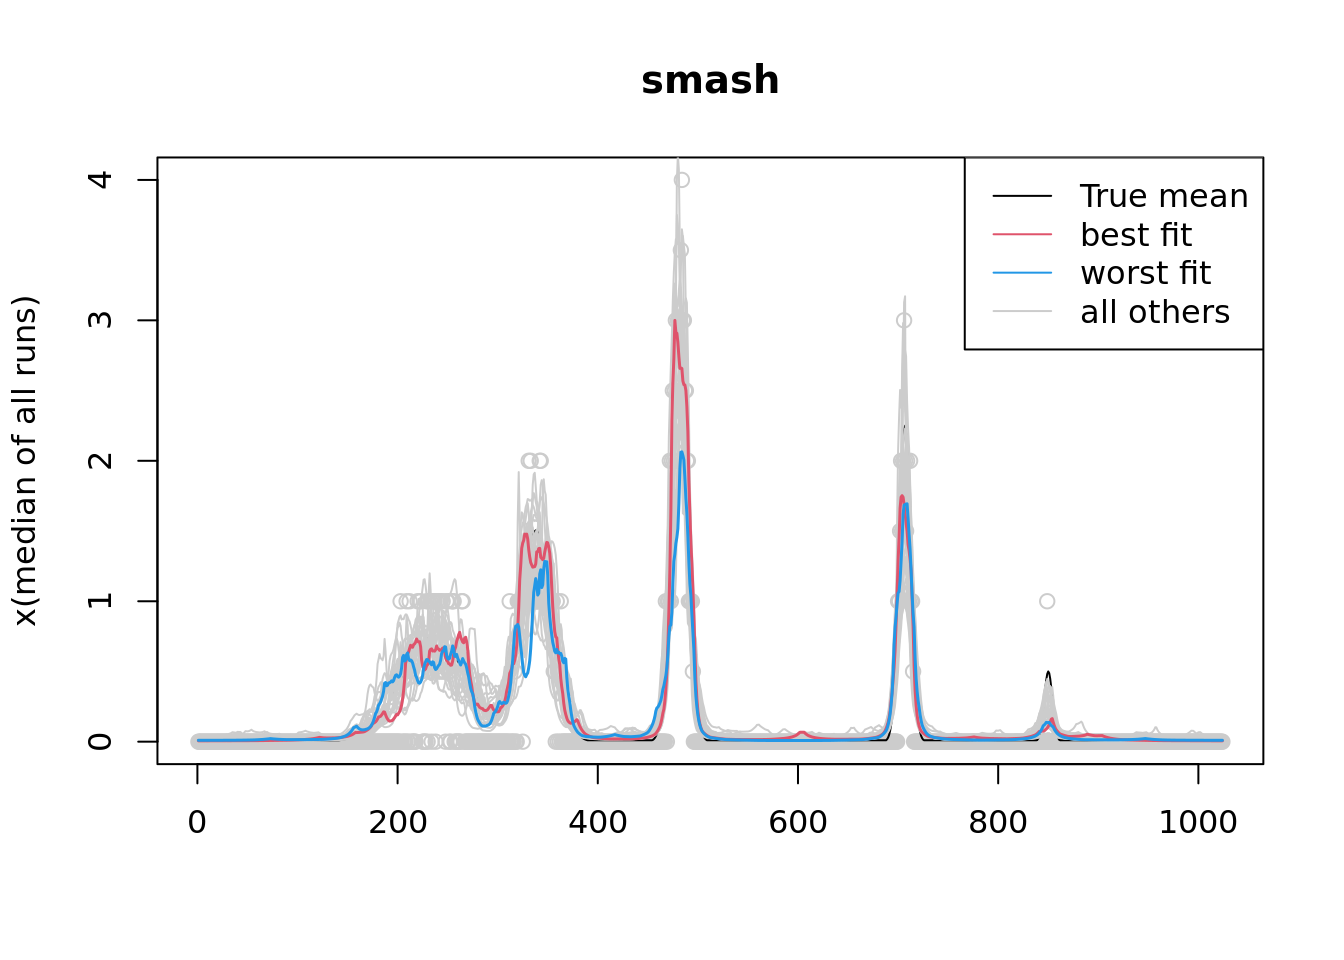 smash
x(median of all runs)
4
3
2
1
0
True mean
best fit
worst fit
all others
0 200 400 600 800 1000